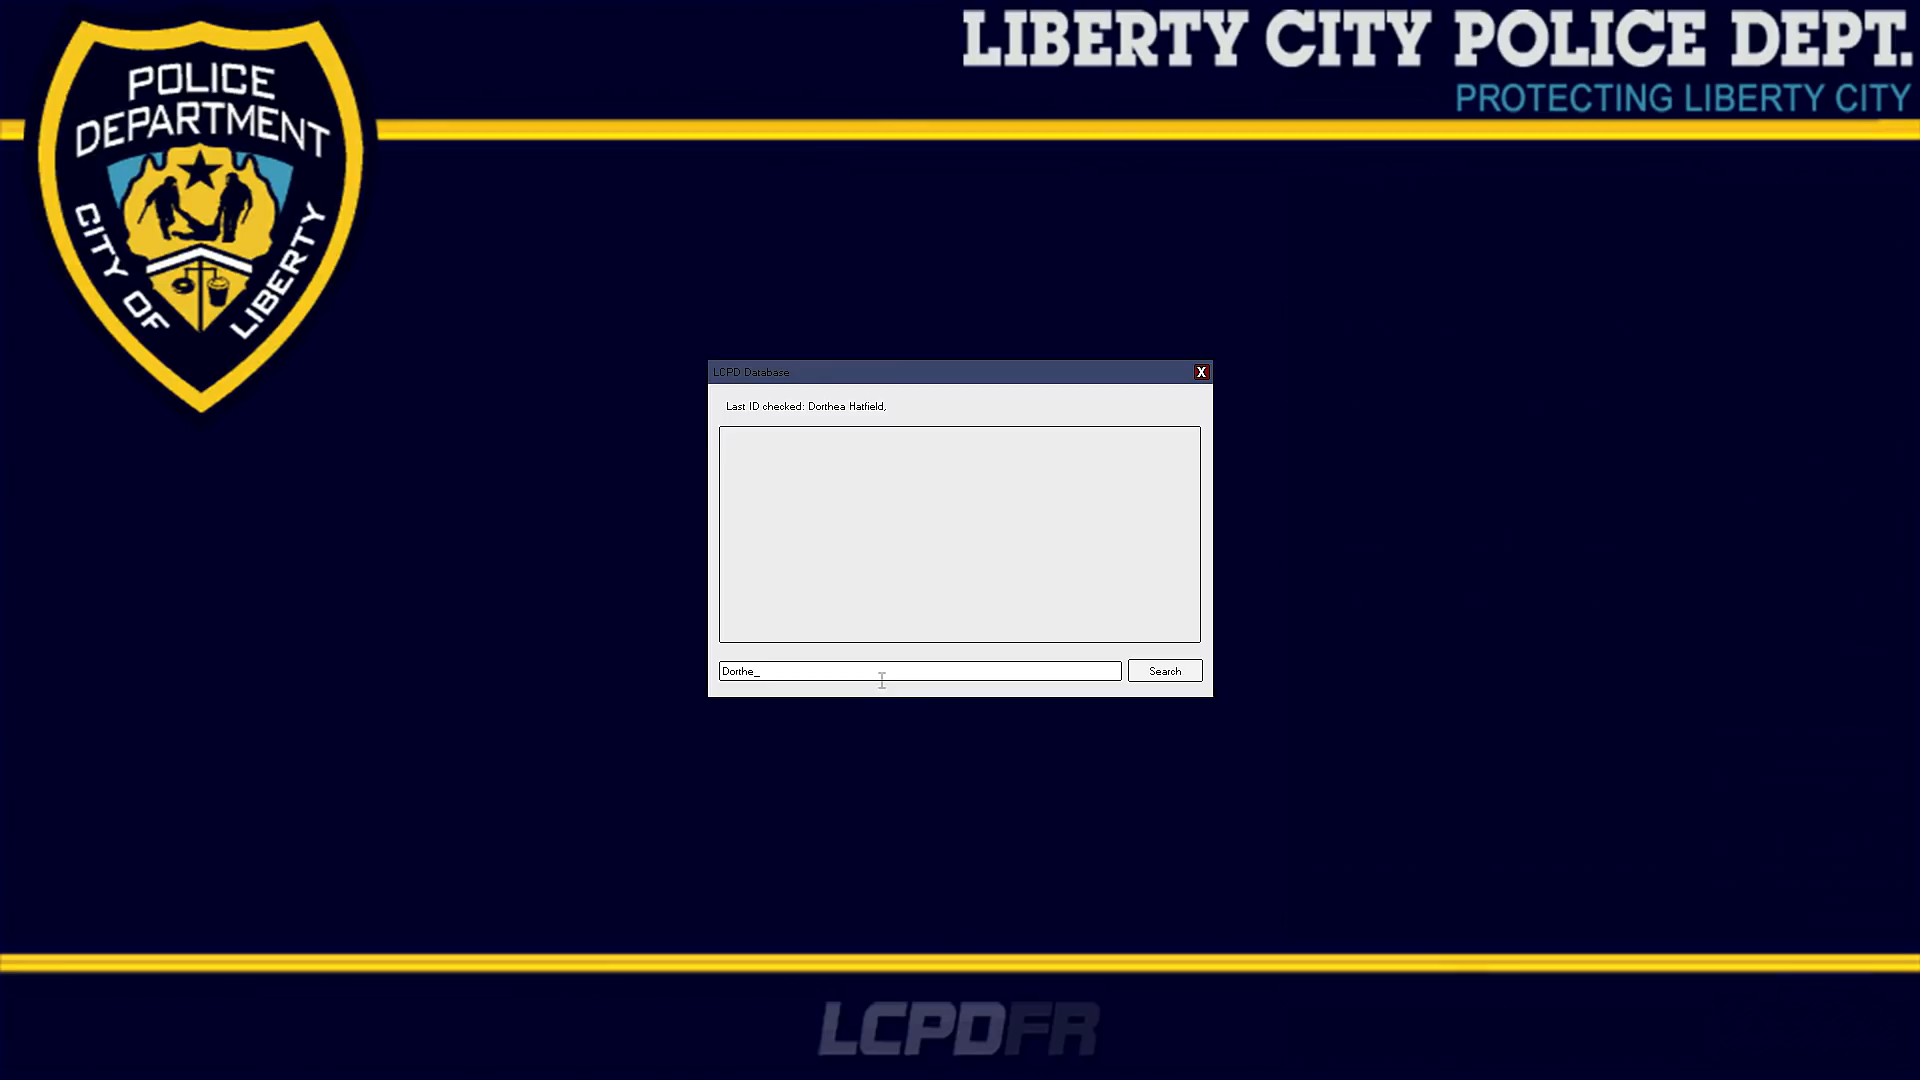 LIBERTY CITY POLICE DEPT.
PROTECTING LIBERTY CITY
POLICE
DEPARTMENT
CITY OF LIBERTY
LCPD Database
X
Last ID checked: Dorthea Hatfield,
Dorthe_
Search
LCPDFR